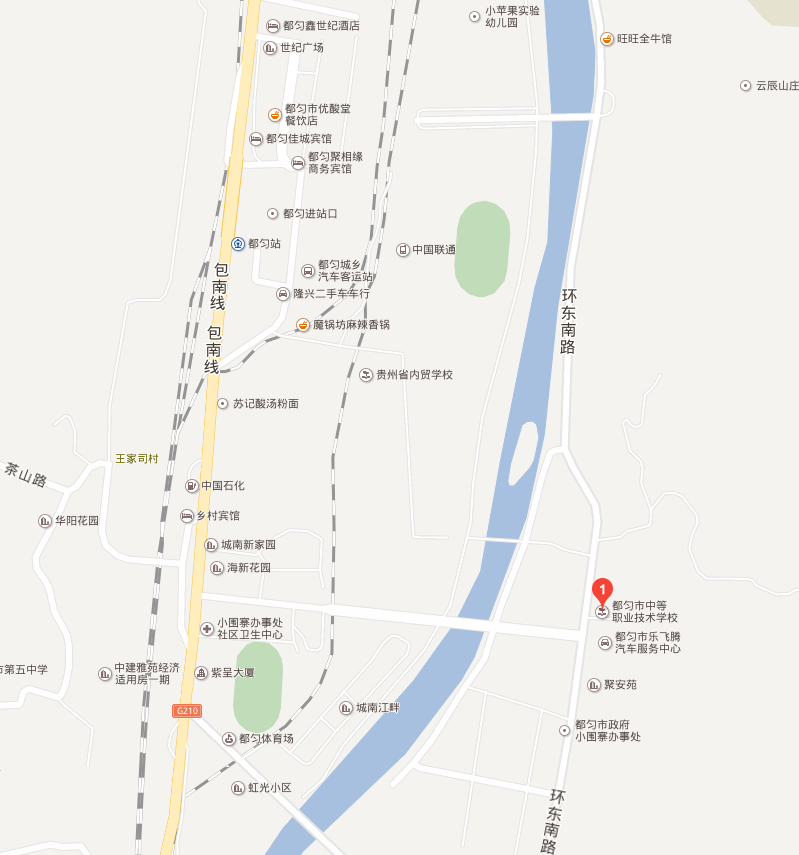 都匀鑫世纪酒店
世纪广场
小苹果实验
幼儿园
旺旺全牛馆
云辰山庄
都匀市优酸堂
餐饮店
都匀佳城宾馆
都匀聚相缘
商务宾馆
都匀进站口
都匀站
中国联通
都匀城乡
汽车客运站
包南线
隆兴二手车车行
环东南路
魔锅坊麻辣香锅
包南线
贵州省内贸学校
苏记酸汤粉面
王家司村
茶山路
中国石化
乡村宾馆
华阳花园
城南新家园
海新花园
1
都匀市中等
职业技术学校
小围寨办事处
社区卫生中心
都匀市乐飞腾
汽车服务中心
市第五中学
中建雅苑经济
适用房一期
紫呈大厦
聚安苑
G210
城南江畔
都匀市政府
小围寨办事处
都匀体育场
虹光小区
环东南路